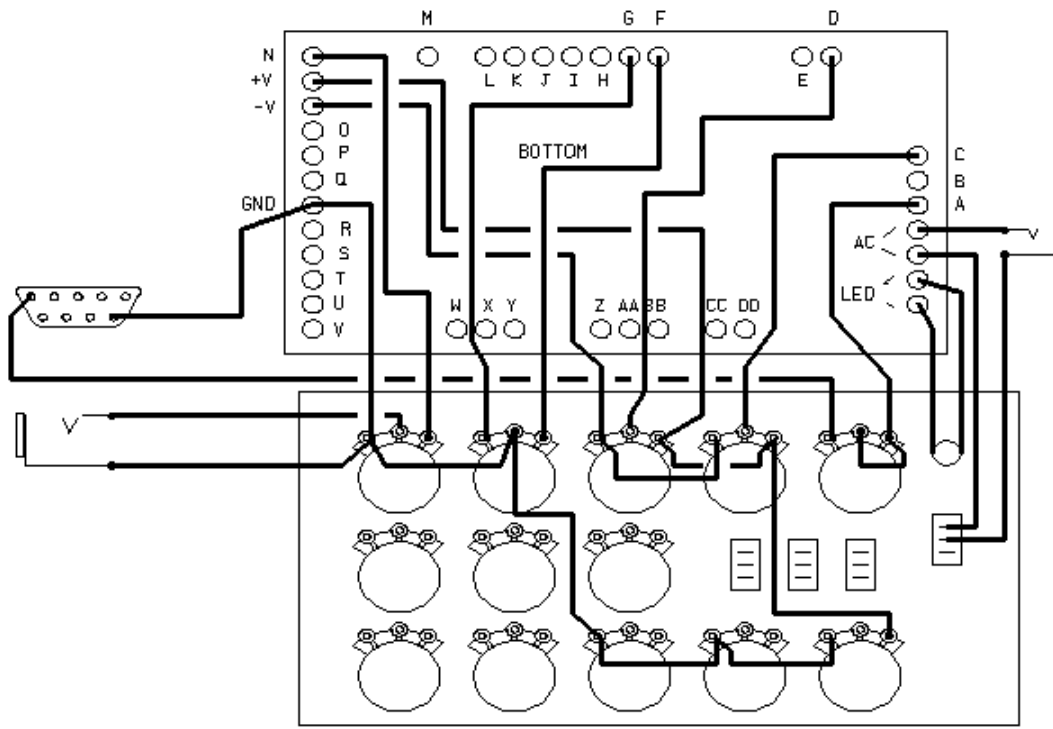 M G F D
N
+V L K J I H E
-V
O
P BOTTOM C
Q B
GND A
R
S AC
T
U LED
W X Y Z AA BB CC DD
V